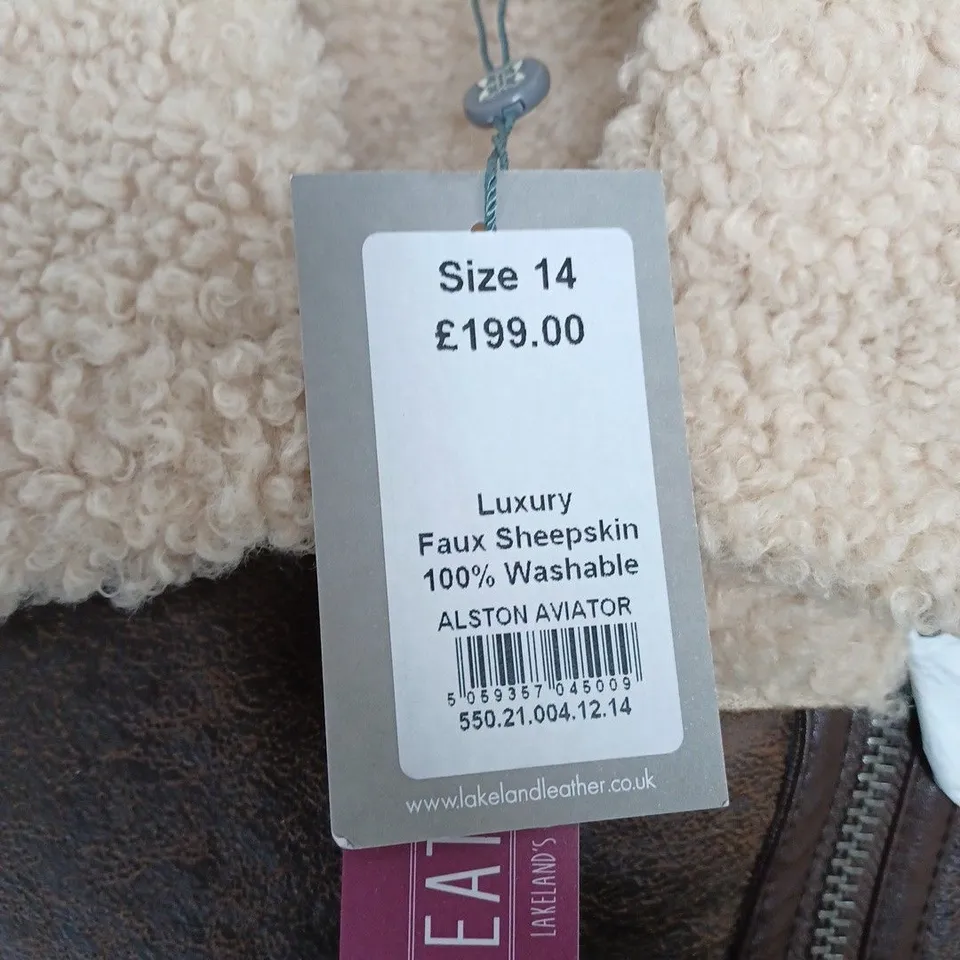 Size 14
£199.00
Luxury
Faux Sheepskin
100% Washable
ALSTON AVIATOR
5 059357 045009
550.21.004.12.14
www.lakelandleather.co.uk
LAKELAND'S